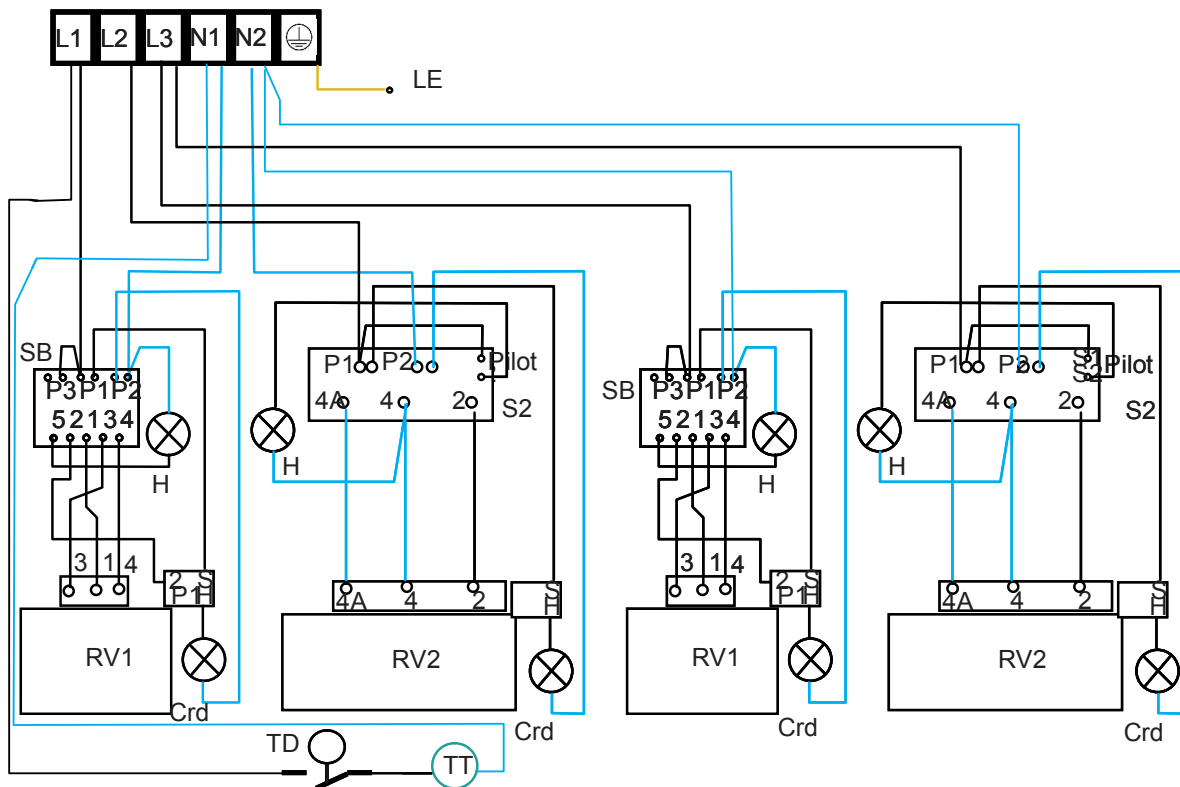 L1 L2 L3 N1 N2
LE
SB P3 P1 P2
5 2 1 3 4
H
3 1 4
2 S
P1 H
RV1
Crd
P1 P2 Pilot
4A 4 2 S2
H
4A 4 2 S
H
RV2
Crd
SB P3 P1 P2
5 2 1 3 4
H
3 1 4
2 S
P1 H
RV1
Crd
P1 P2 S1 Pilot
S2
4A 4 2 S2
H
4A 4 2 S
H
RV2
Crd
TD TT